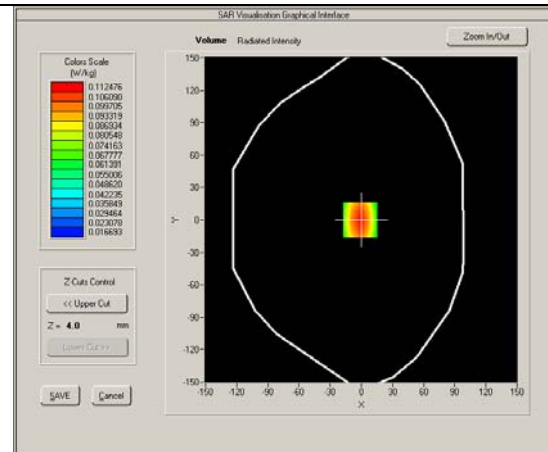 SAR Visualisation Graphical Interface
Volume Radiated Intensity
Zoom In/Out
Colors Scale
(W/kg)
0.112476
0.106090
0.099705
0.093319
0.086934
0.080548
0.074163
0.067777
0.061391
0.055006
0.048620
0.042235
0.035849
0.029464
0.023078
0.016693
Z-Cuts Control
<< Upper Cut
Z = 4.0 mm
Lower Cut >>
SAVE
Cancel
150
120
90
60
30
0
-30
-60
-90
-120
-150
Y
-150 -120 -90 -60 -30 0 30 60 90 120 150
X